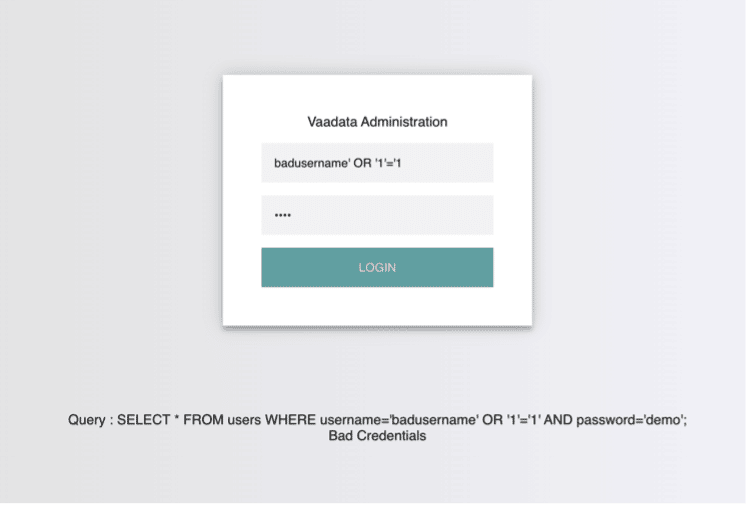 Vaadata Administration
badusername' OR '1'='1
••••
LOGIN
Query : SELECT * FROM users WHERE username='badusername' OR '1'='1' AND password='demo';
Bad Credentials